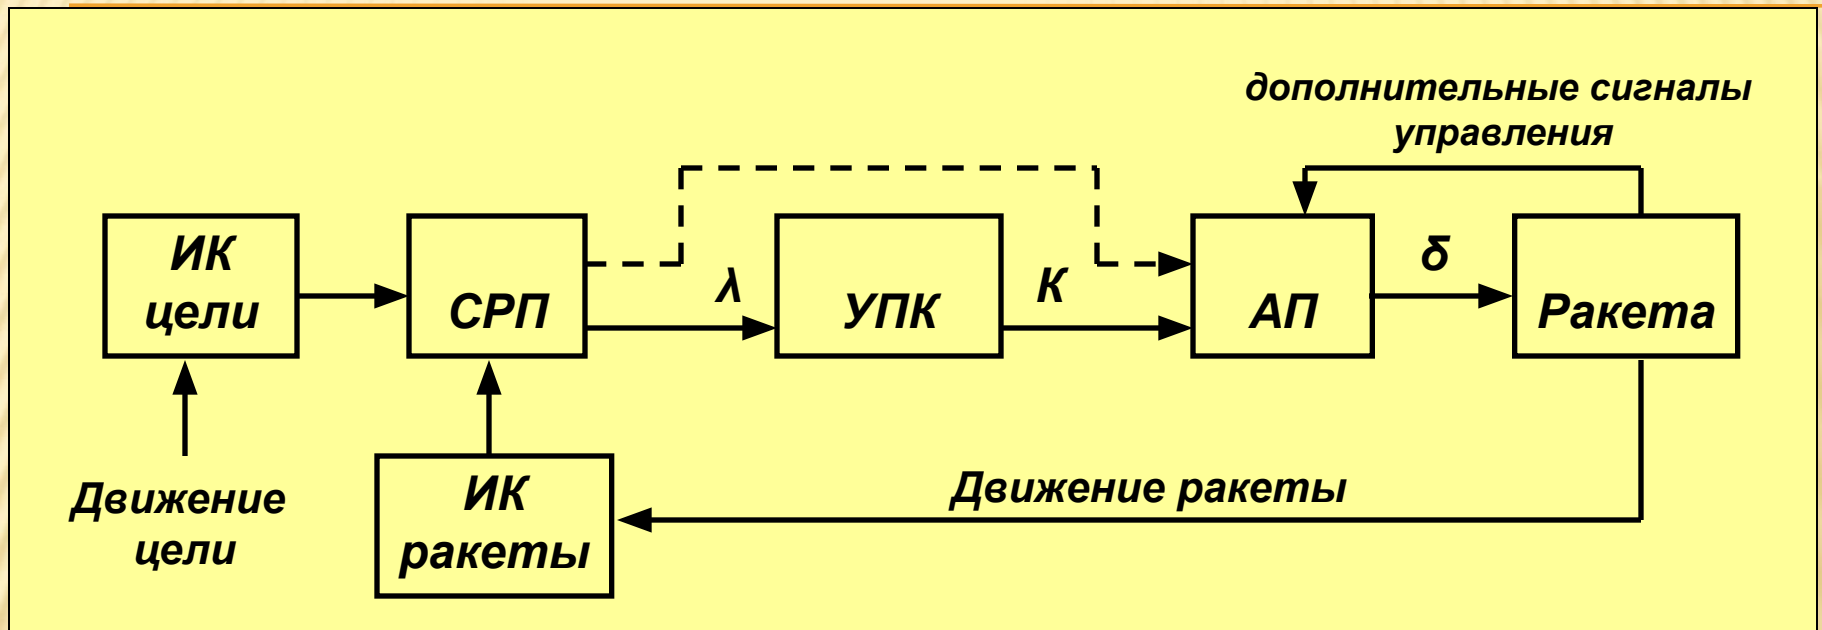 дополнительные сигналы
управления
ИК
цели
СРП
λ
УПК
К
АП
δ
Ракета
Движение
цели
ИК
ракеты
Движение ракеты